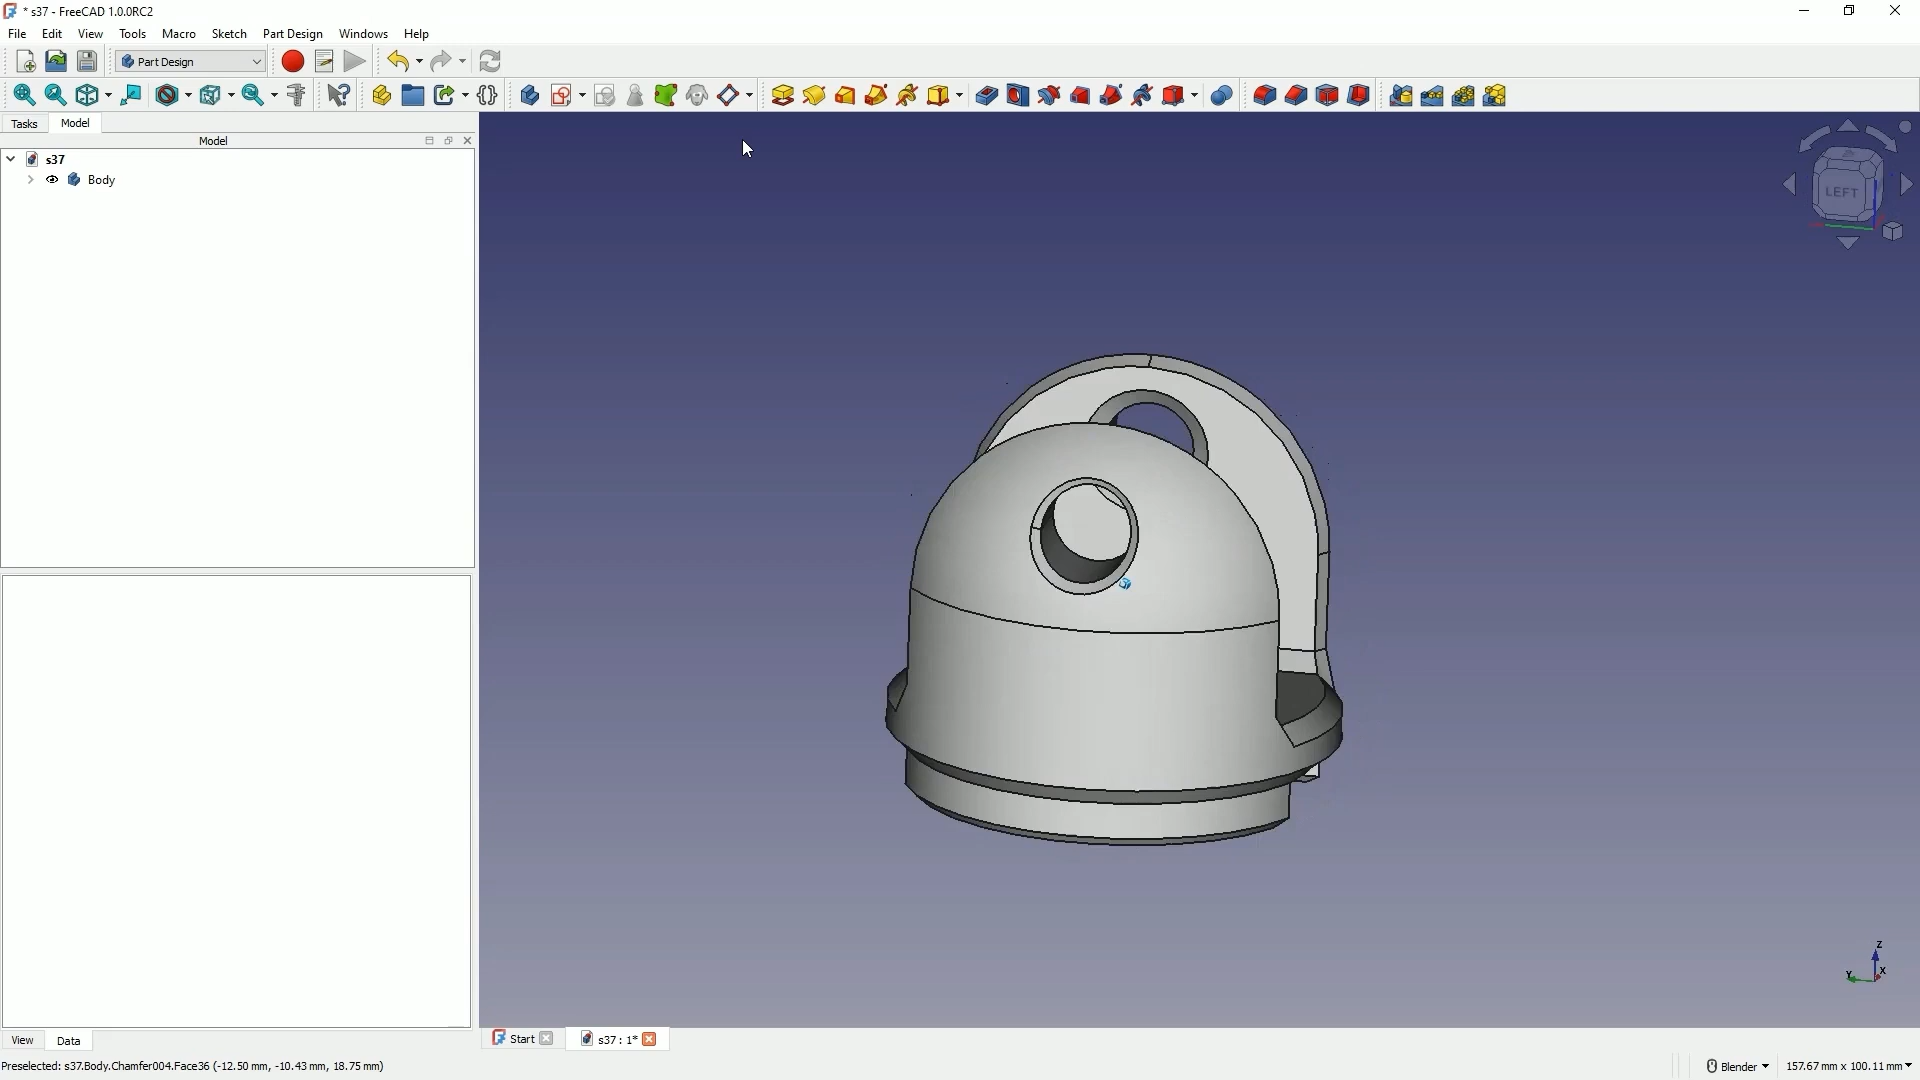 * s37 - FreeCAD 1.0.0RC2
File Edit View Tools Macro Sketch Part Design Windows Help
Part Design
Tasks Model
Model
s37
Body
LEFT
Z
Y X
View Data
Start s37 : 1*
Preselected: s37.Body.Chamfer004.Face36 (-12.50 mm, -10.43 mm, 18.75 mm)
Blender 157.67 mm x 100.11 mm